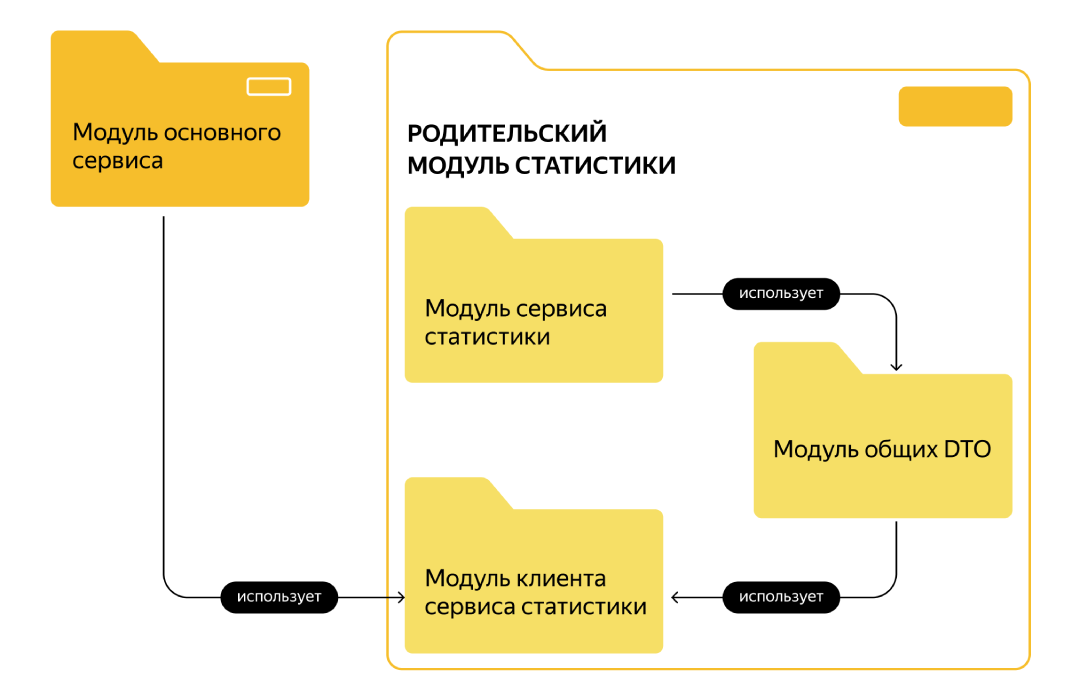 Модуль основного
сервиса
РОДИТЕЛЬСКИЙ
МОДУЛЬ СТАТИСТИКИ
Модуль сервиса
статистики
использует
Модуль общих DTO
Модуль клиента
сервиса статистики
использует
использует